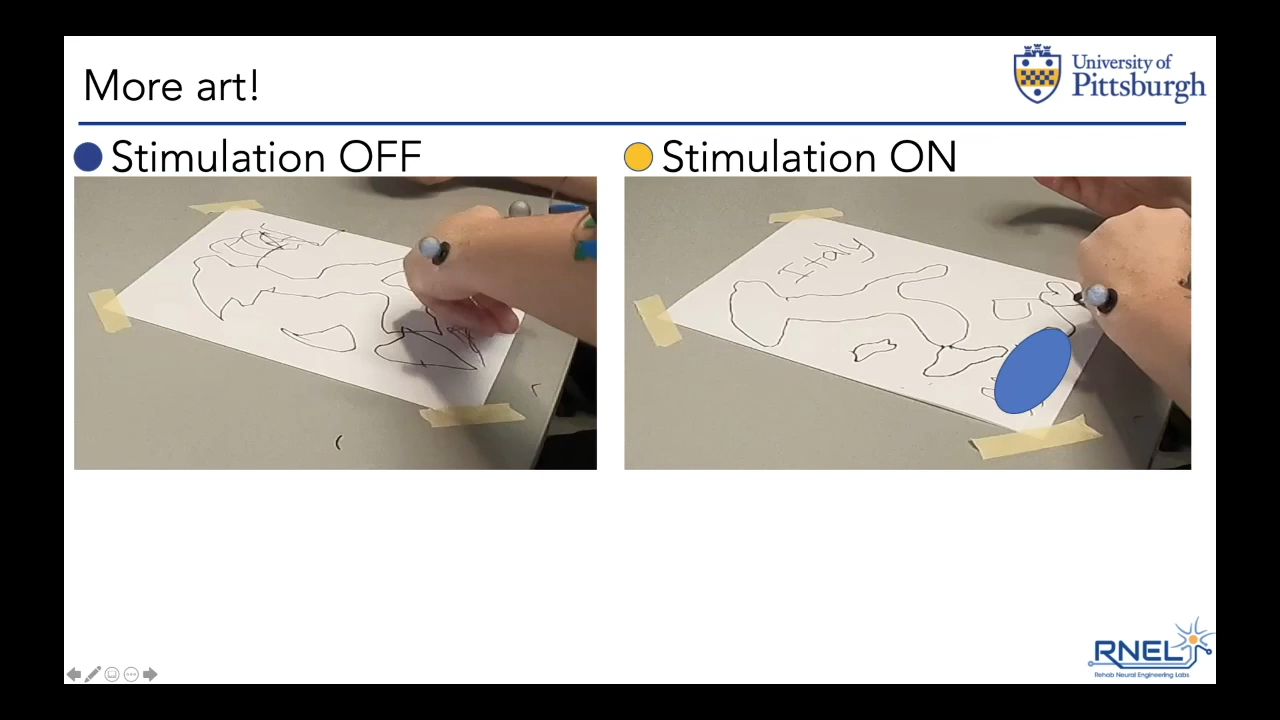 More art!
University of
Pittsburgh
Stimulation OFF
Stimulation ON
Italy
RNEL
Rehab Neural Engineering Labs